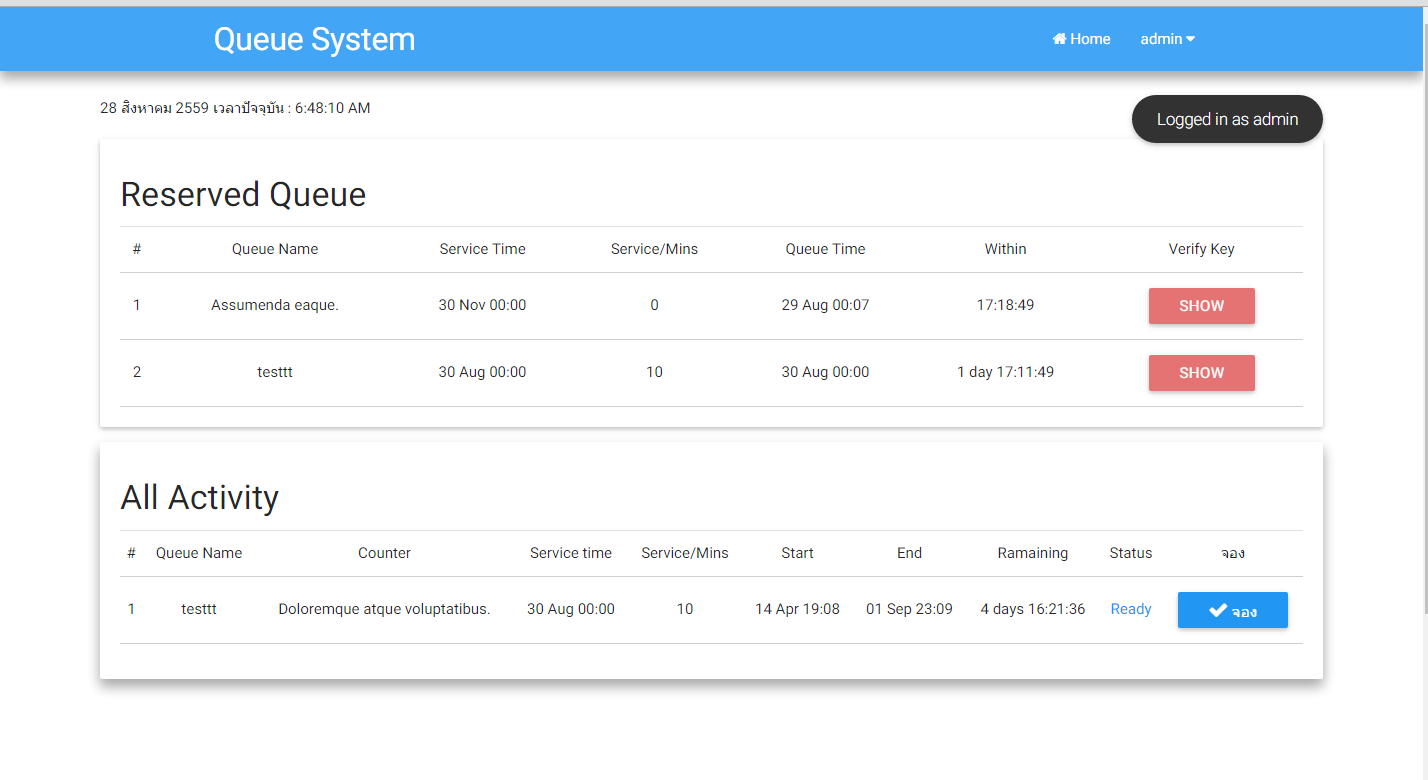 Queue System Home admin
28 สิงหาคม 2559 เวลาปัจจุบัน : 6:48:10 AM
Logged in as admin
Reserved Queue
# Queue Name Service Time Service/Mins Queue Time Within Verify Key
1 Assumenda eaque. 30 Nov 00:00 0 29 Aug 00:07 17:18:49 SHOW
2 testtt 30 Aug 00:00 10 30 Aug 00:00 1 day 17:11:49 SHOW
All Activity
# Queue Name Counter Service time Service/Mins Start End Ramaining Status จอง
1 testtt Doloremque atque voluptatibus. 30 Aug 00:00 10 14 Apr 19:08 01 Sep 23:09 4 days 16:21:36 Ready จอง